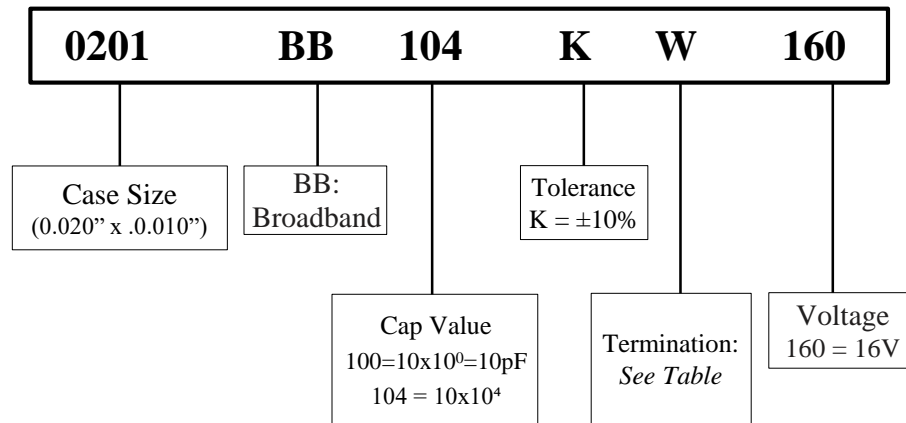 0201 BB 104 K W 160
Case Size
(0.020” x .0.010”)
BB:
Broadband
Tolerance
K = ±10%
Cap Value
100=10x10⁰=10pF
104 = 10x10⁴
Termination:
See Table
Voltage
160 = 16V